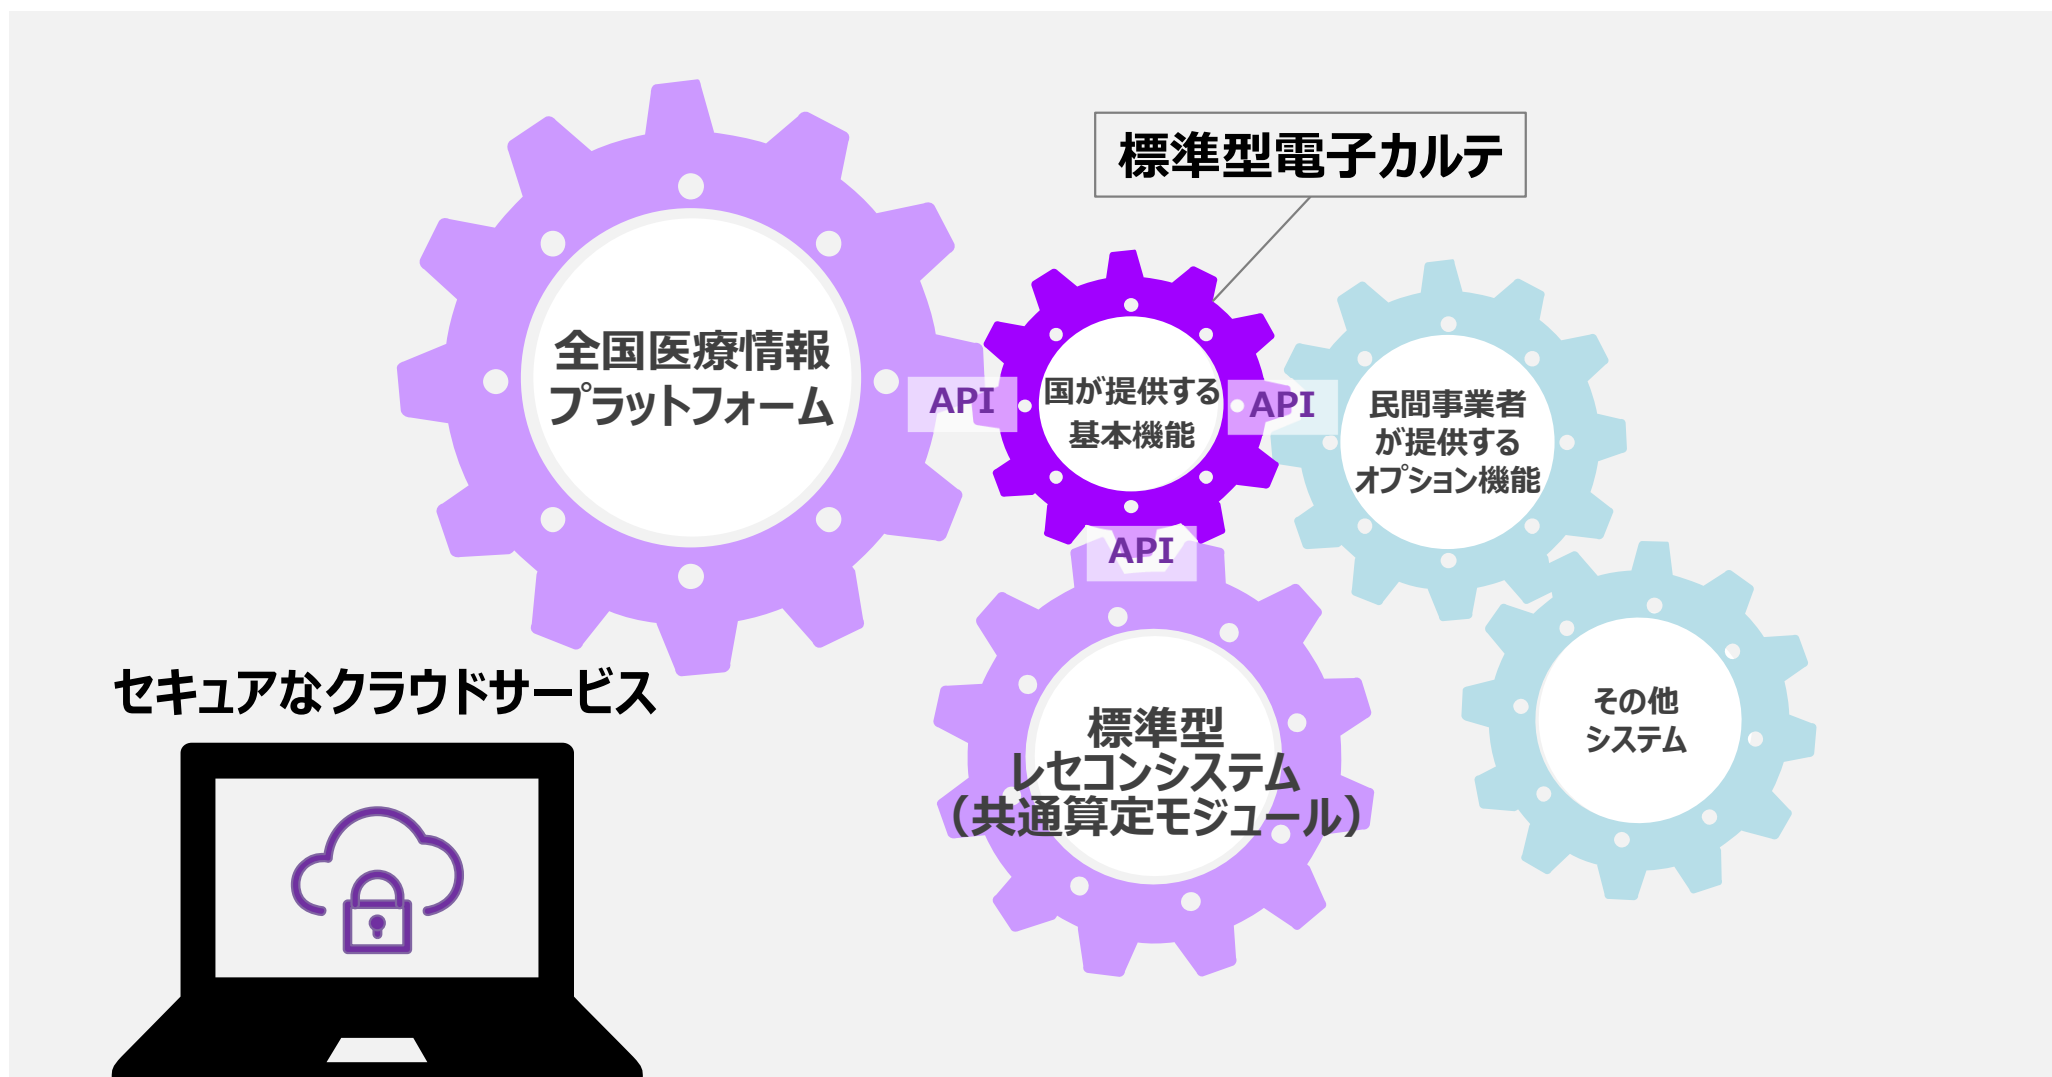 標準型電子カルテ
全国医療情報
プラットフォーム
API
国が提供する
基本機能
API
民間事業者
が提供する
オプション機能
API
標準型
レセコンシステム
（共通算定モジュール）
その他
システム
セキュアなクラウドサービス